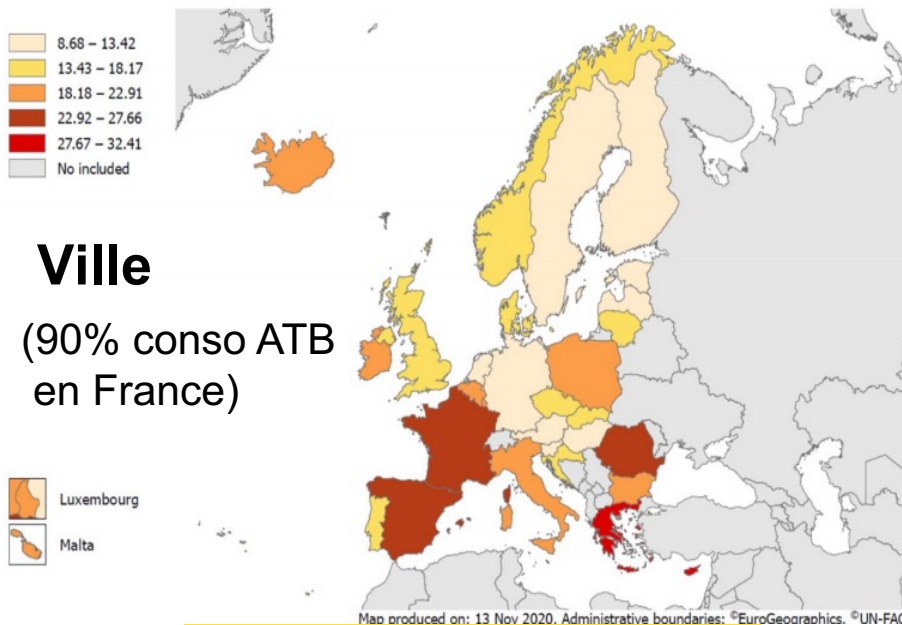 8.68 – 13.42
13.43 – 18.17
18.18 – 22.91
22.92 – 27.66
27.67 – 32.41
No included
Ville
(90% conso ATB
en France)
Luxembourg
Malta
Map produced on: 13 Nov 2020. Administrative boundaries: ©EuroGeographics, ©UN-FAO